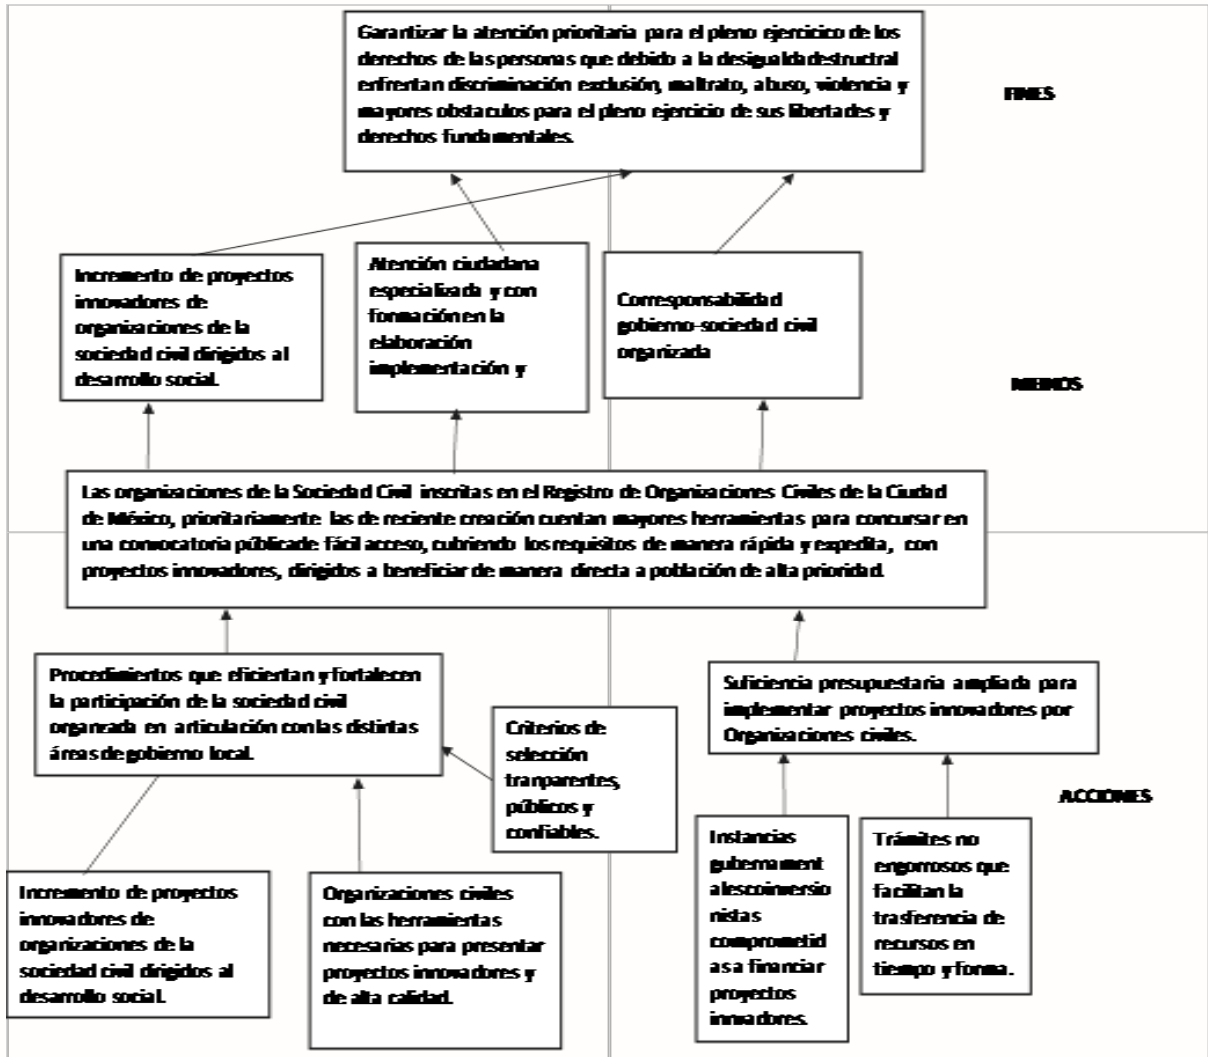 Garantizar la atención prioritaria para el pleno ejercicico de los
derechos de las personas que debido a la desigualdadestructral
enfrentan discriminación exclusión, maltrato, abuso, violencia y
mayores obstaculos para el pleno ejercicio de sus libertades y
derechos fundamentales.
FINES
Incremento de proyectos
innovadores de
organizaciones de la
sociedad civil dirigidos al
desarrollo social.
Atención ciudadana
especializada y con
formación en la
elaboración
implementación y
Corresponsabilidad
gobierno-sociedad civil
organizada
MEDIOS
Las organizaciones de la Sociedad Civil inscritas en el Registro de Organizaciones Civiles de la Ciudad
de México, prioritariamente las de reciente creación cuentan mayores herramientas para concursar en
una convocatoria públicade fácil acceso, cubriendo los requisitos de manera rápida y expedita, con
proyectos innovadores, dirigidos a beneficiar de manera directa a población de alta prioridad.
Procedimientos que eficientan y fortalecen
la participación de la sociedad civil
organzada en articulación con las distintas
áreas de gobierno local.
Criterios de
selección
tranparentes,
públicos y
confiables.
Suficiencia presupuestaria ampliada para
implementar proyectos innovadores por
Organizaciones civiles.
ACCIONES
Incremento de proyectos
innovadores de
organizaciones de la
sociedad civil dirigidos al
desarrollo social.
Organizaciones civiles
con las herramientas
necesarias para presentar
proyectos innovadores y
de alta calidad.
Instancias
gubernament
alescoinversio
nistas
comprometid
as a financiar
proyectos
innvadores.
Trámites no
engorrosos que
facilitan la
trasferencia de
recursos en
tiempo y forma.